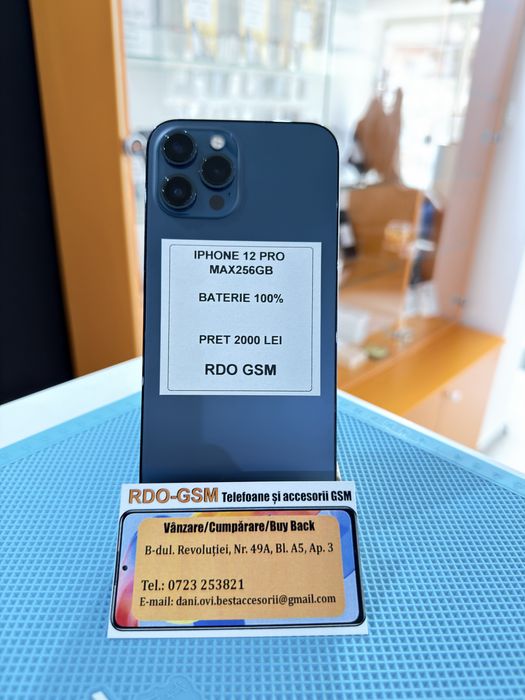 IPHONE 12 PRO
MAX256GB
BATERIE 100%
PRET 2000 LEI
RDO GSM
RDO-GSM Telefoane și accesorii GSM
Vânzare/Cumpărare/Buy Back
B-dul. Revoluției, Nr. 49A, Bl. A5, Ap. 3
Tel.: 0723 253821
E-mail: dani.ovi.bestaccesorii@gmail.com